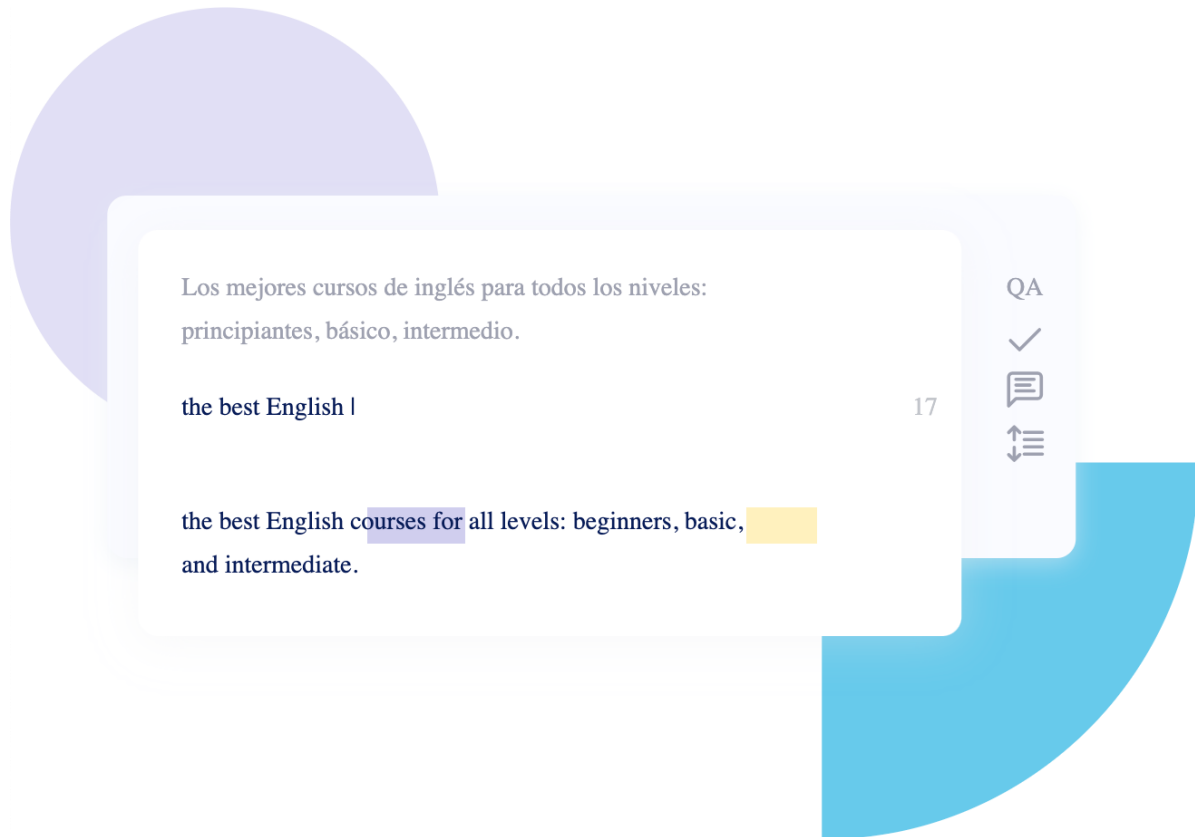 Los mejores cursos de inglés para todos los niveles:
principiantes, básico, intermedio.
QA
the best English |
17
the best English courses for all levels: beginners, basic,
and intermediate.